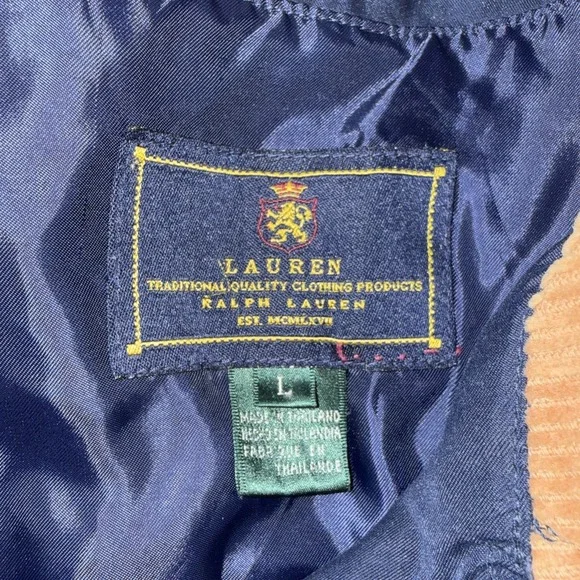 LAUREN
TRADITIONAL QUALITY CLOTHING PRODUCTS
RALPH LAUREN
EST. MCMLXVII
L
MADE IN THAILAND
HECHO EN TAILANDIA
FABRIQUE EN
THAILANDE